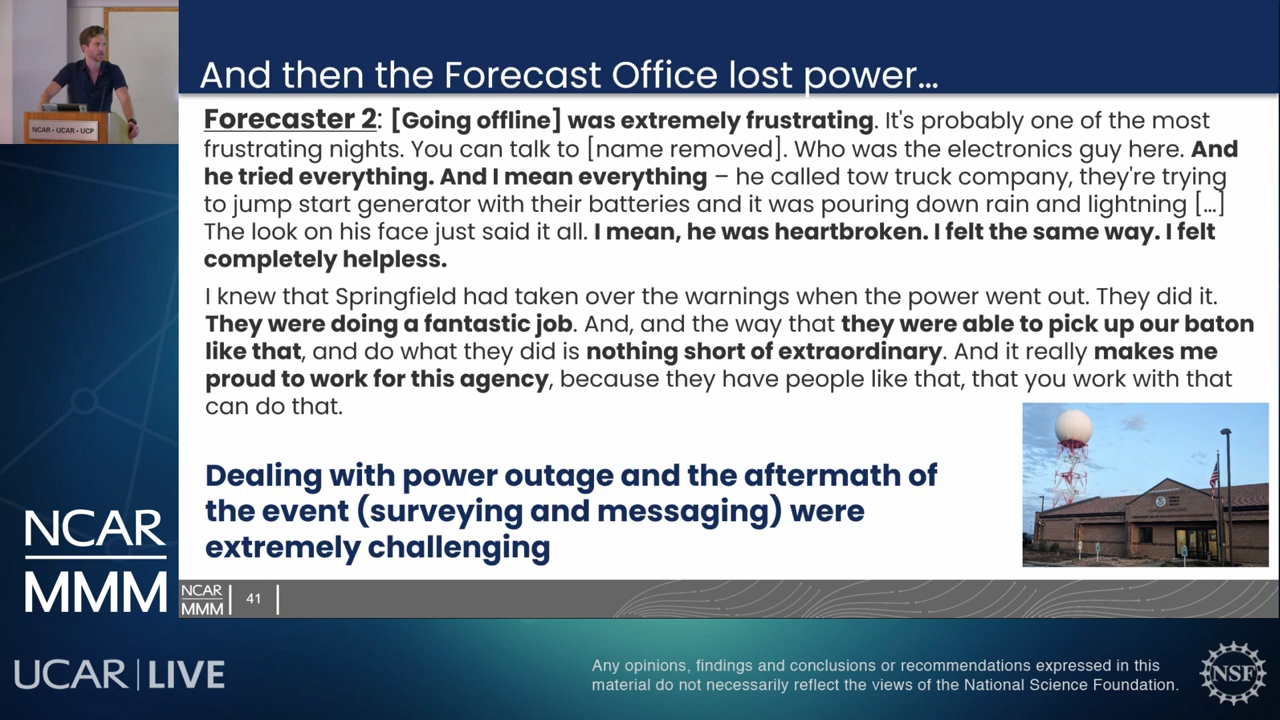 And then the Forecast Office lost power…
Forecaster 2: [Going offline] was extremely frustrating. It's probably one of the most
frustrating nights. You can talk to [name removed]. Who was the electronics guy here. And
he tried everything. And I mean everything – he called tow truck company, they're trying
to jump start generator with their batteries and it was pouring down rain and lightning […]
The look on his face just said it all. I mean, he was heartbroken. I felt the same way. I felt
completely helpless.
I knew that Springfield had taken over the warnings when the power went out. They did it.
They were doing a fantastic job. And, and the way that they were able to pick up our baton
like that, and do what they did is nothing short of extraordinary. And it really makes me
proud to work for this agency, because they have people like that, that you work with that
can do that.
Dealing with power outage and the aftermath of
the event (surveying and messaging) were
extremely challenging
NCAR • UCAR • UCP
NCAR
MMM
NCAR
MMM
41
UCAR | LIVE
Any opinions, findings and conclusions or recommendations expressed in this
material do not necessarily reflect the views of the National Science Foundation.
NSF